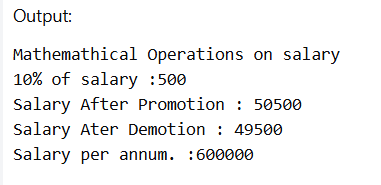 Output:
Mathemathical Operations on salary
10% of salary :500
Salary After Promotion : 50500
Salary Ater Demotion : 49500
Salary per annum. :600000